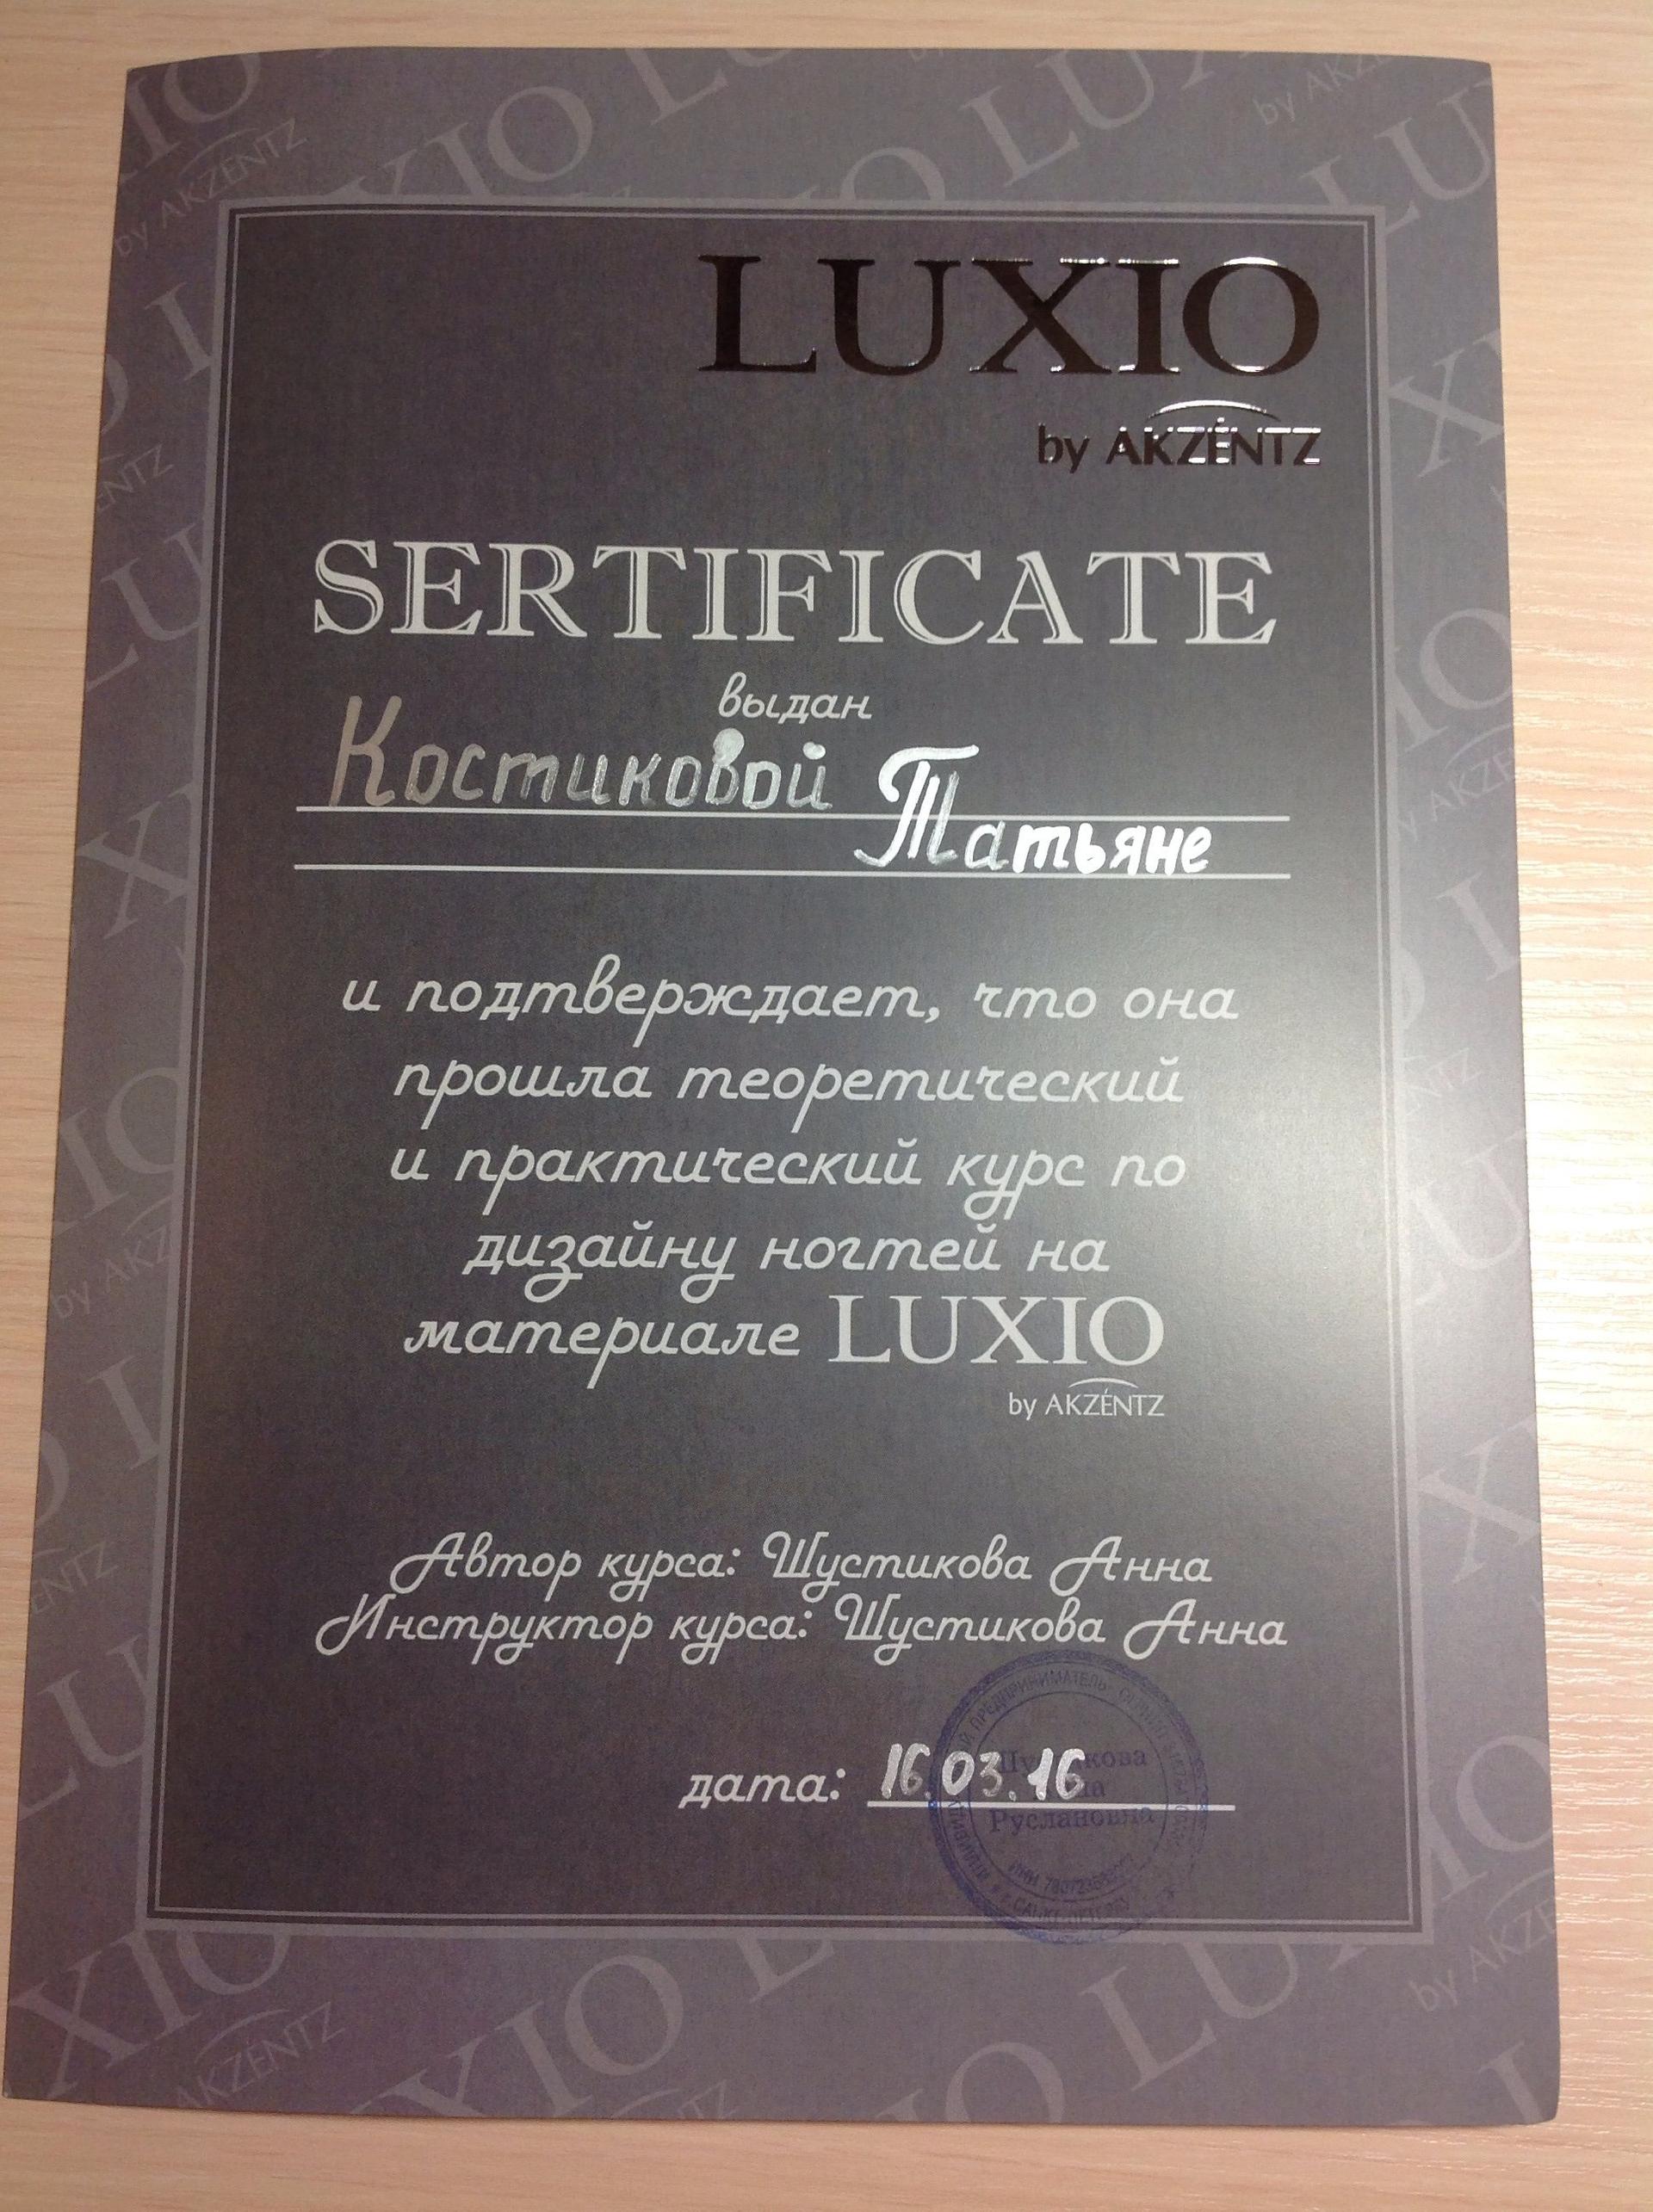 LUXIO
by AKZÉNTZ
SERTIFICATE
выдан
Костиковой
Татьяне
и подтверждает, что она
прошла теоретический
и практический курс по
дизайну ногтей на
материале LUXIO
by AKZÉNTZ
Автор курса: Шустикова Анна
Инструктор курса: Шустикова Анна
дата: 16.03.16
Руслановна